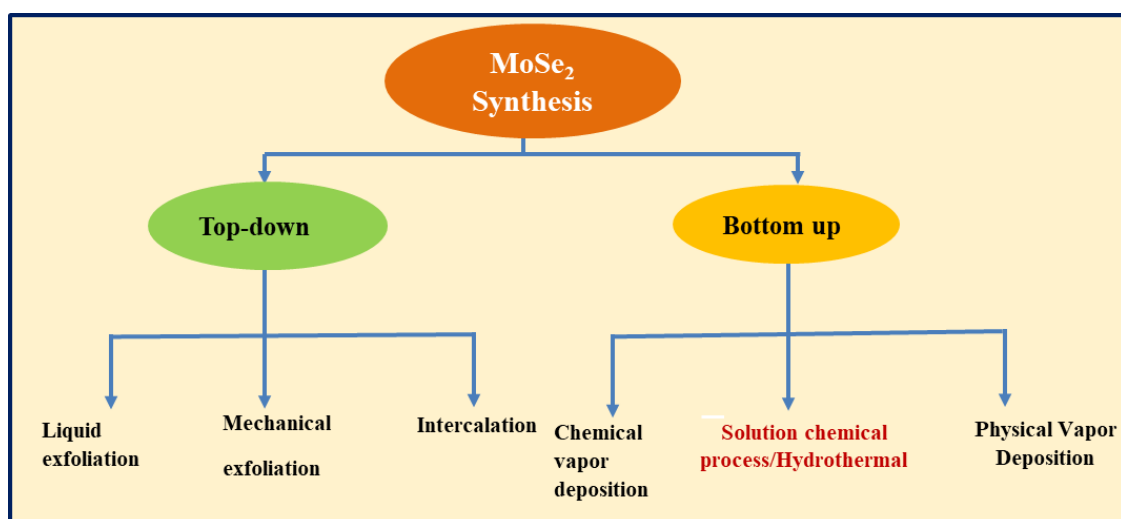 MoSe₂
Synthesis
Top-down
Bottom up
Liquid
exfoliation
Mechanical
exfoliation
Intercalation
Chemical
vapor
deposition
Solution chemical
process/Hydrothermal
Physical Vapor
Deposition